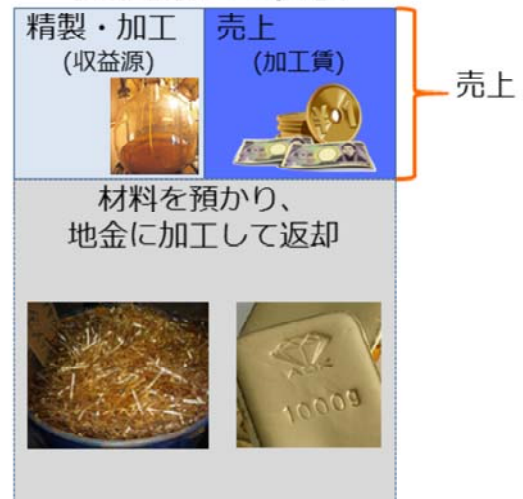 精製・加工
(収益源)
売上
(加工賃)
売上
材料を預かり、
地金に加工して返却
1000g